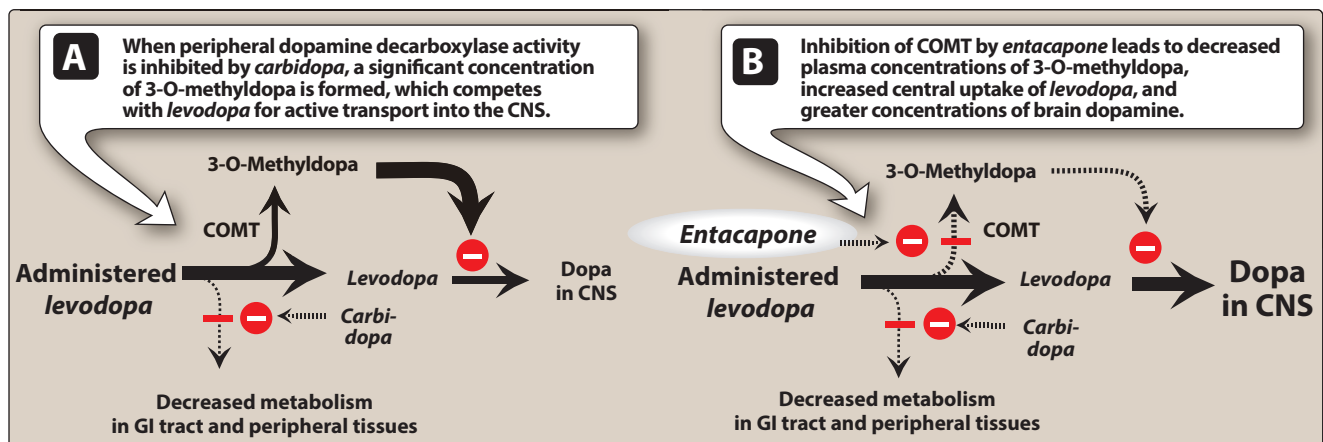 A
When peripheral dopamine decarboxylase activity
is inhibited by carbidopa, a significant concentration
of 3-O-methyldopa is formed, which competes
with levodopa for active transport into the CNS.
3-O-Methyldopa
COMT
Administered
levodopa
Levodopa
Dopa
in CNS
Carbi-
dopa
Decreased metabolism
in GI tract and peripheral tissues
B
Inhibition of COMT by entacapone leads to decreased
plasma concentrations of 3-O-methyldopa,
increased central uptake of levodopa, and
greater concentrations of brain dopamine.
3-O-Methyldopa
Entacapone
COMT
Administered
levodopa
Levodopa
Dopa
in CNS
Carbi-
dopa
Decreased metabolism
in GI tract and peripheral tissues